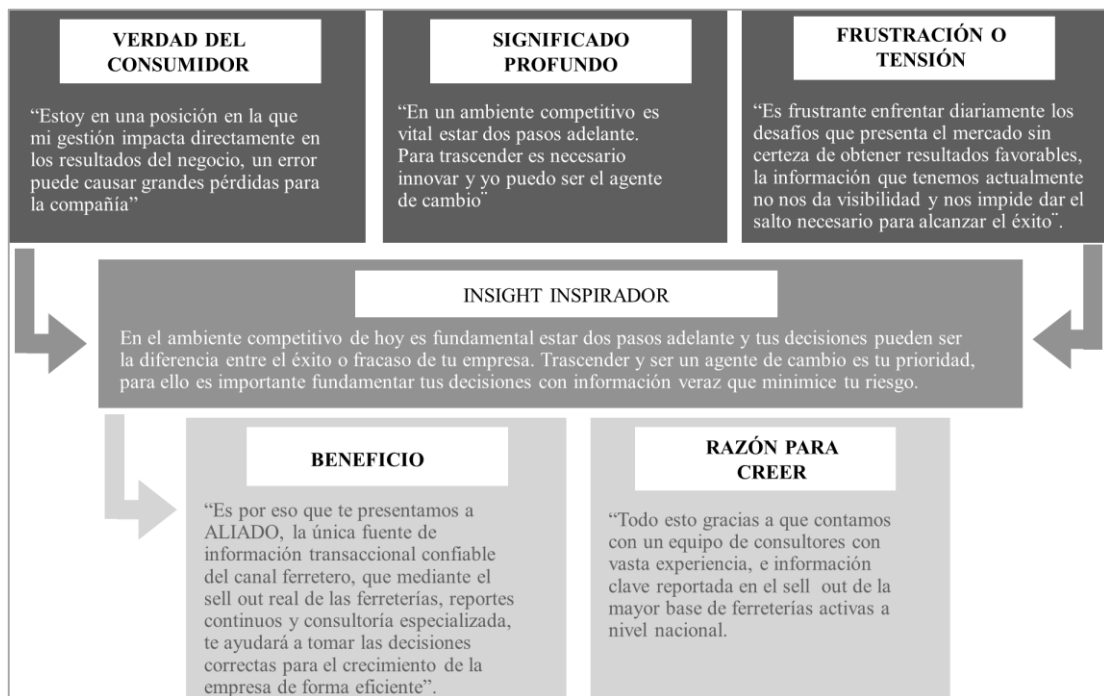 VERDAD DEL
CONSUMIDOR
“Estoy en una posición en la que
mi gestión impacta directamente en
los resultados del negocio, un error
puede causar grandes pérdidas para
la compañía”
SIGNIFICADO
PROFUNDO
“En un ambiente competitivo es
vital estar dos pasos adelante.
Para trascender es necesario
innovar y yo puedo ser el agente
de cambio¨
FRUSTRACIÓN O
TENSIÓN
“Es frustrante enfrentar diariamente los
desafíos que presenta el mercado sin
certeza de obtener resultados favorables,
la información que tenemos actualmente
no nos da visibilidad y nos impide dar el
salto necesario para alcanzar el éxito¨.
INSIGHT INSPIRADOR
En el ambiente competitivo de hoy es fundamental estar dos pasos adelante y tus decisiones pueden ser
la diferencia entre el éxito o fracaso de tu empresa. Trascender y ser un agente de cambio es tu prioridad,
para ello es importante fundamentar tus decisiones con información veraz que minimice tu riesgo.
BENEFICIO
“Es por eso que te presentamos a
ALIADO, la única fuente de
información transaccional confiable
del canal ferretero, que mediante el
sell out real de las ferreterías, reportes
continuos y consultoría especializada,
te ayudará a tomar las decisiones
correctas para el crecimiento de la
empresa de forma eficiente”.
RAZÓN PARA
CREER
“Todo esto gracias a que contamos
con un equipo de consultores con
vasta experiencia, e información
clave reportada en el sell out de la
mayor base de ferreterías activas a
nivel nacional.